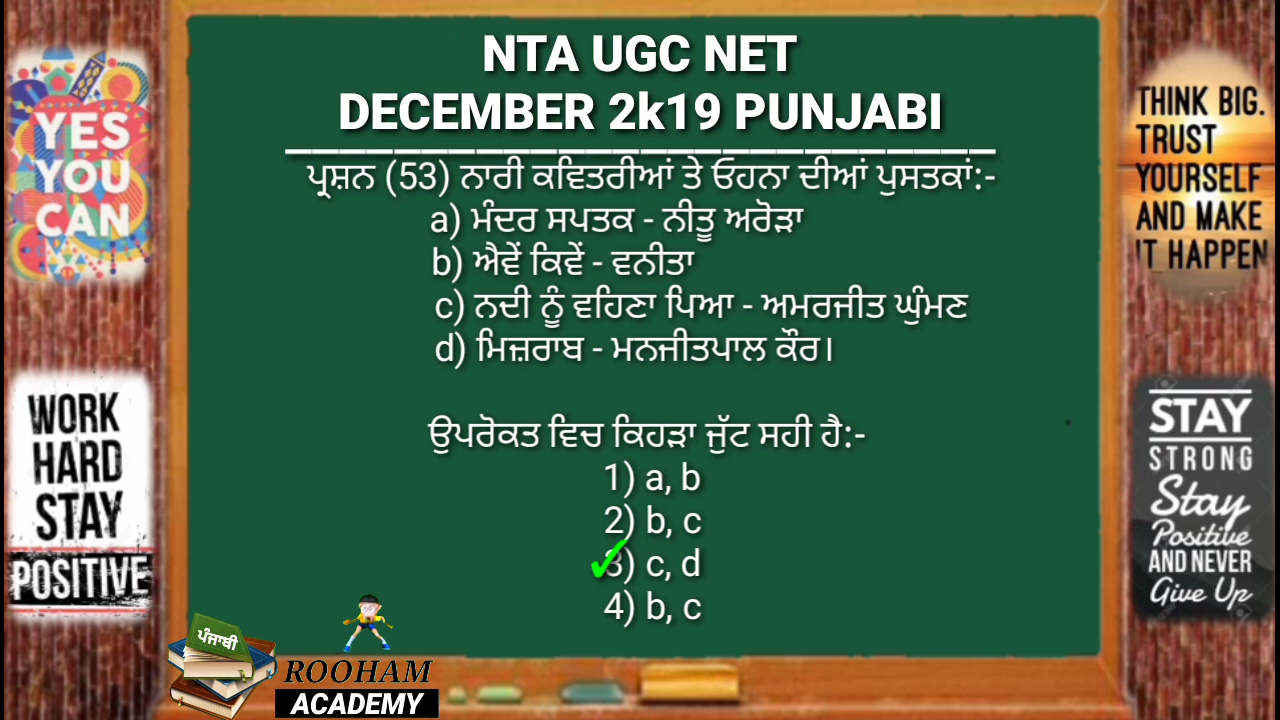 NTA UGC NET
DECEMBER 2k19 PUNJABI
ਪ੍ਰਸ਼ਨ (53) ਨਾਰੀ ਕਵਿਤਰੀਆਂ ਤੇ ਓਹਨਾ ਦੀਆਂ ਪੁਸਤਕਾਂ:-
a) ਮੰਦਰ ਸਪਤਕ - ਨੀਤੂ ਅਰੋੜਾ
b) ਐਵੇਂ ਕਿਵੇਂ - ਵਨੀਤਾ
c) ਨਦੀ ਨੂੰ ਵਹਿਣਾ ਪਿਆ - ਅਮਰਜੀਤ ਘੁੰਮਣ
d) ਮਿਜ਼ਰਾਬ - ਮਨਜੀਤਪਾਲ ਕੌਰ।
ਉਪਰੋਕਤ ਵਿਚ ਕਿਹੜਾ ਜੁੱਟ ਸਹੀ ਹੈ:-
1) a, b
2) b, c
3) c, d
4) b, c
YES
YOU
CAN
WORK
HARD
STAY
POSITIVE
THINK BIG.
TRUST
YOURSELF
AND MAKE
IT HAPPEN
STAY
STRONG
Stay
Positive
AND NEVER
Give Up
ਪੰਜਾਬੀ
ROOHAM
ACADEMY